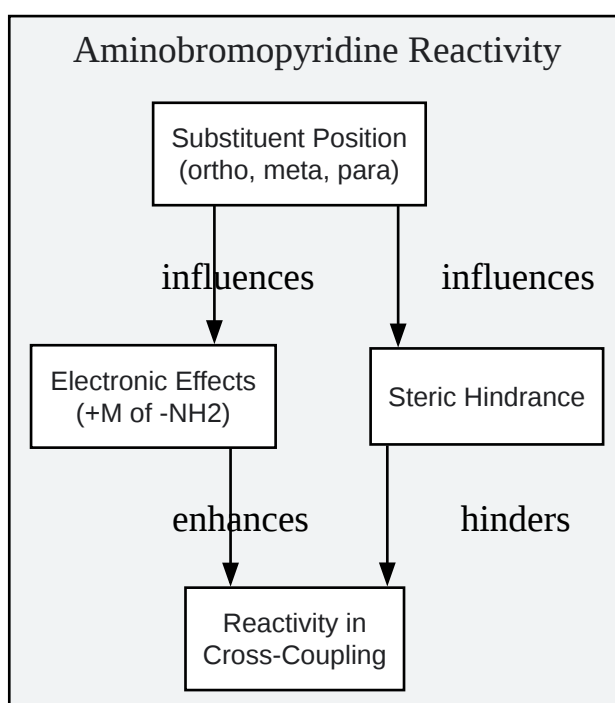 Aminobromopyridine Reactivity
Substituent Position
(ortho, meta, para)
influences
influences
Electronic Effects
(+M of -NH2)
Steric Hindrance
enhances
hinders
Reactivity in
Cross-Coupling